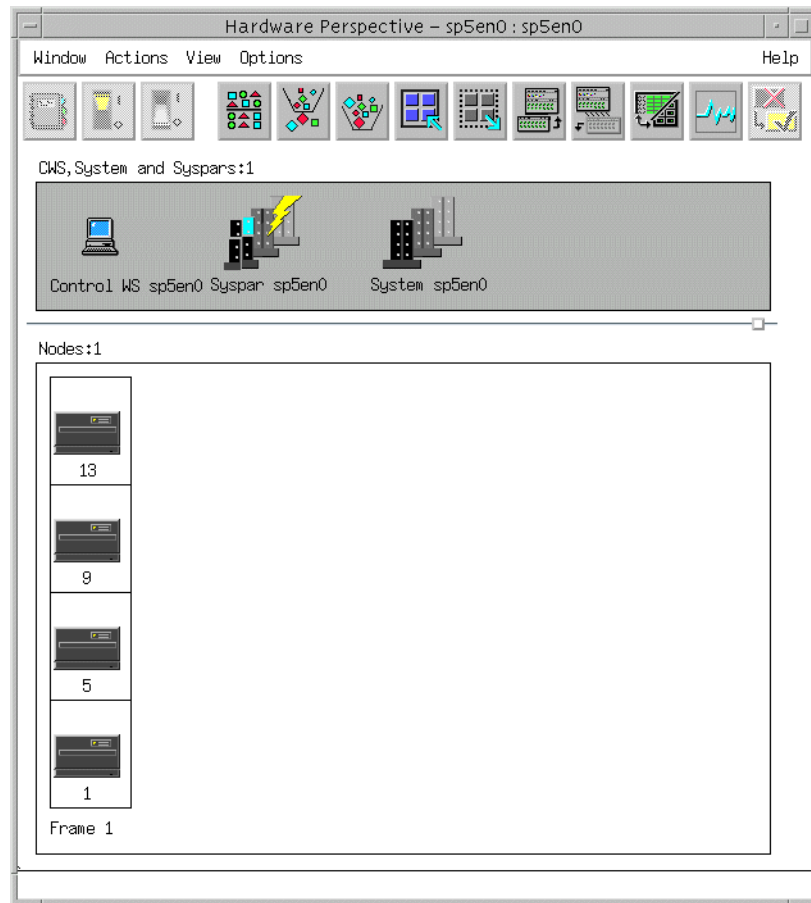 Hardware Perspective – sp5en0 : sp5en0
Window Actions View Options Help
CWS,System and Syspars:1
Control WS sp5en0 Syspar sp5en0 System sp5en0
Nodes:1
13
9
5
1
Frame 1